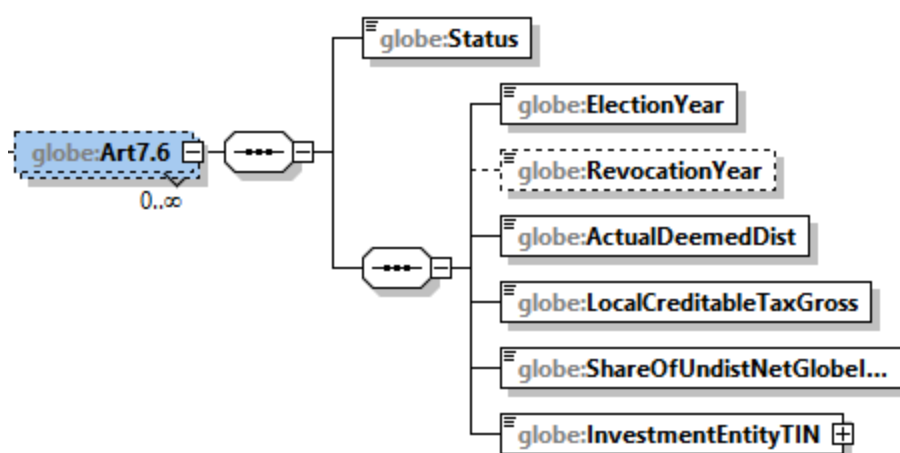 globe:Status
globe:ElectionYear
globe:Art7.6
0..∞
globe:RevocationYear
globe:ActualDeemedDist
globe:LocalCreditableTaxGross
globe:ShareOfUndistNetGlobeI...
globe:InvestmentEntityTIN